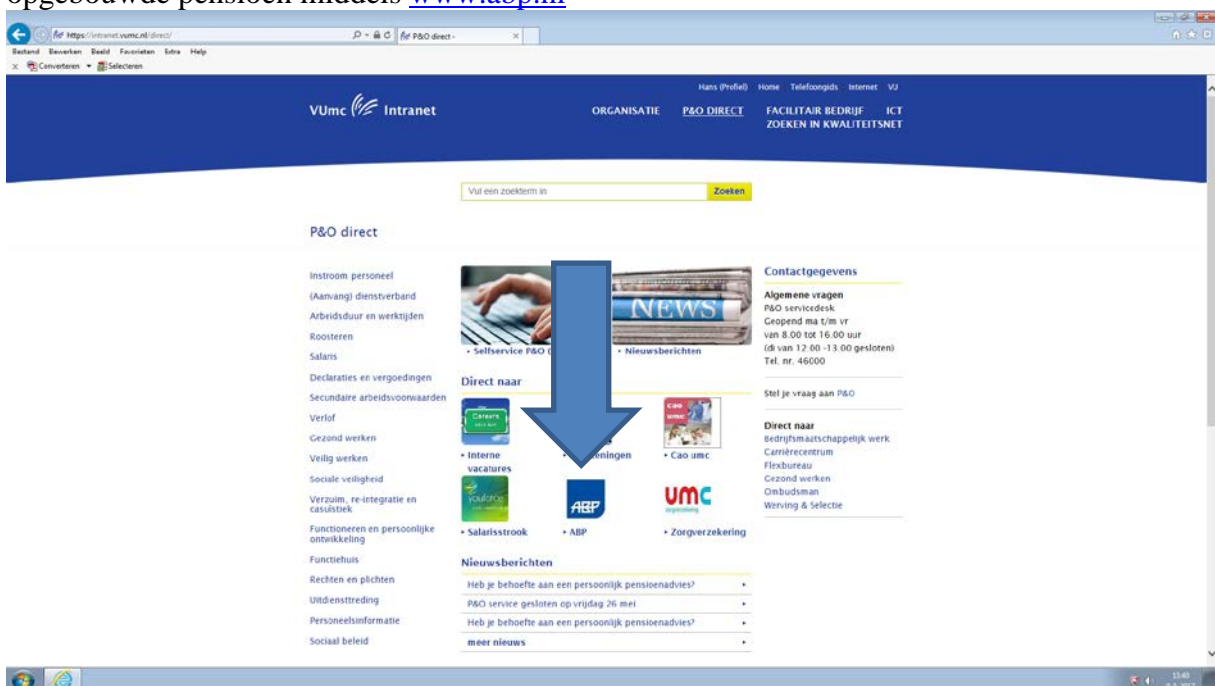 opgebouwde pensioen middels www.abp.nl
https://intranet.vumc.nl/direct/
P&O direct -
Bestand Bewerken Beeld Favorieten Extra Help
x Converteren Selecteren
Hans (Profiel) Home Telefoongids Internet VU
VUmc Intranet
ORGANISATIE P&O DIRECT FACILITAIR BEDRIJF ICT
ZOEKEN IN KWALITEITSNET
Vul een zoekterm in Zoeken
P&O direct
Instroom personeel
(Aanvang) dienstverband
Arbeidsduur en werktijden
Roosteren
Salaris
Declaraties en vergoedingen
Secundaire arbeidsvoorwaarden
Verlof
Gezond werken
Veilig werken
Sociale veiligheid
Verzuim, re-integratie en
casuïstiek
Functioneren en persoonlijke
ontwikkeling
Functiehuis
Rechten en plichten
Uitdiensttreding
Personeelsinformatie
Sociaal beleid
NEWS
Selfservice P&O (
Nieuwsberichten
Direct naar
Careers
Cao
umc
Interne
vacatures
eningen
Cao umc
youforce
ABP
umc
zorgverzekering
Salarisstrook
ABP
Zorgverzekering
Nieuwsberichten
Heb je behoefte aan een persoonlijk pensioenadvies?
P&O service gesloten op vrijdag 26 mei
Heb je behoefte aan een persoonlijk pensioenadvies?
meer nieuws
Contactgegevens
Algemene vragen
P&O servicedesk
Geopend ma t/m vr
van 8.00 tot 16.00 uur
(di van 12.00 -13.00 gesloten)
Tel. nr. 46000
Stel je vraag aan P&O
Direct naar
Bedrijfsmaatschappelijk werk
Carrièrecentrum
Flexbureau
Gezond werken
Ombudsman
Werving & Selectie
13:40